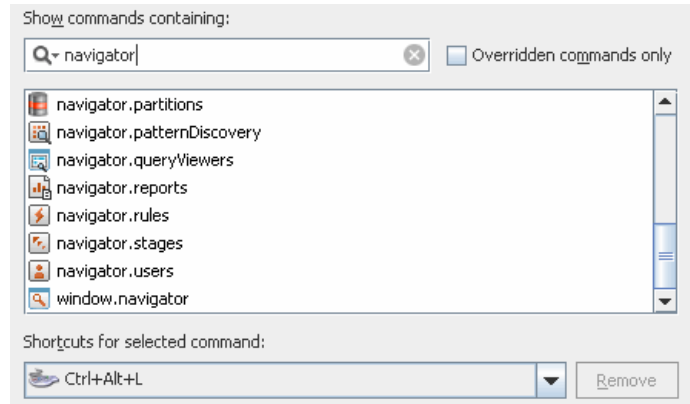 Show commands containing:
navigator
Overridden commands only
navigator.partitions
navigator.patternDiscovery
navigator.queryViewers
navigator.reports
navigator.rules
navigator.stages
navigator.users
window.navigator
Shortcuts for selected command:
Ctrl+Alt+L
Remove